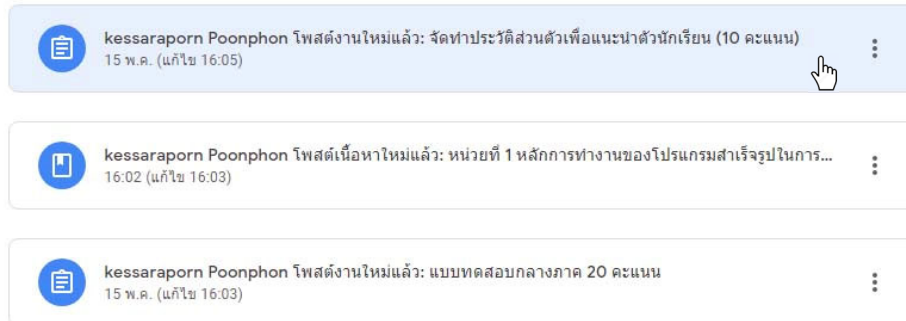 kessaraporn Poonphon โพสต์งานใหม่แล้ว: จัดทำประวัติส่วนตัวเพื่อแนะนำตัวนักเรียน (10 คะแนน)
15 พ.ค. (แก้ไข 16:05)
kessaraporn Poonphon โพสต์เนื้อหาใหม่แล้ว: หน่วยที่ 1 หลักการทำงานของโปรแกรมสำเร็จรูปในการ...
16:02 (แก้ไข 16:03)
kessaraporn Poonphon โพสต์งานใหม่แล้ว: แบบทดสอบกลางภาค 20 คะแนน
15 พ.ค. (แก้ไข 16:03)